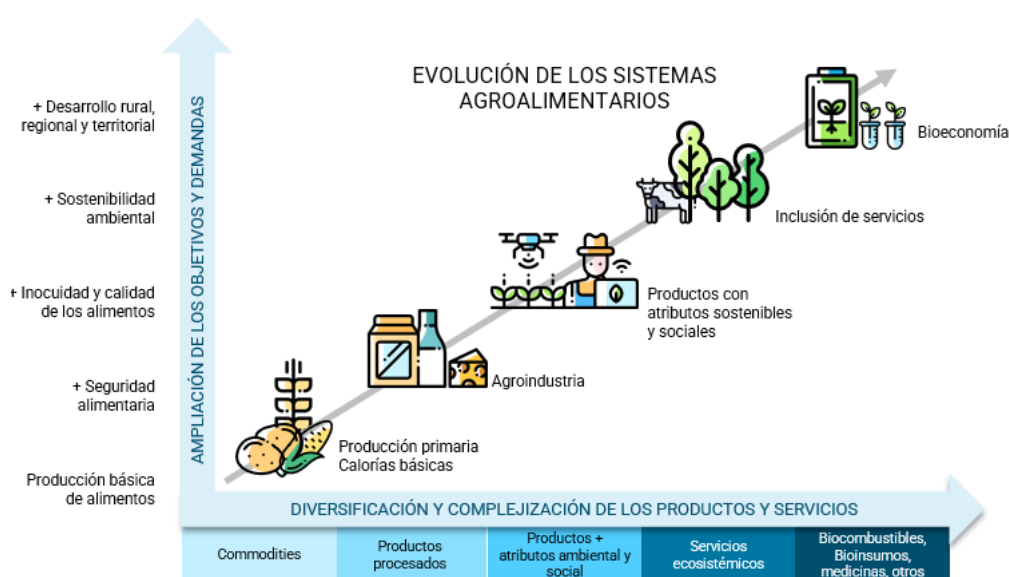 EVOLUCIÓN DE LOS SISTEMAS
AGROALIMENTARIOS
AMPLIACIÓN DE LOS OBJETIVOS Y DEMANDAS
+ Desarrollo rural,
regional y territorial
+ Sostenibilidad
ambiental
+ Inocuidad y calidad
de los alimentos
+ Seguridad
alimentaria
Producción básica
de alimentos
Bioeconomía
Inclusión de servicios
Productos con
atributos sostenibles
y sociales
Agroindustria
Producción primaria
Calorías básicas
DIVERSIFICACIÓN Y COMPLEJIZACIÓN DE LOS PRODUCTOS Y SERVICIOS
Commodities
Productos
procesados
Productos +
atributos ambiental y
social
Servicios
ecosistémicos
Biocombustibles,
Bioinsumos,
medicinas, otros